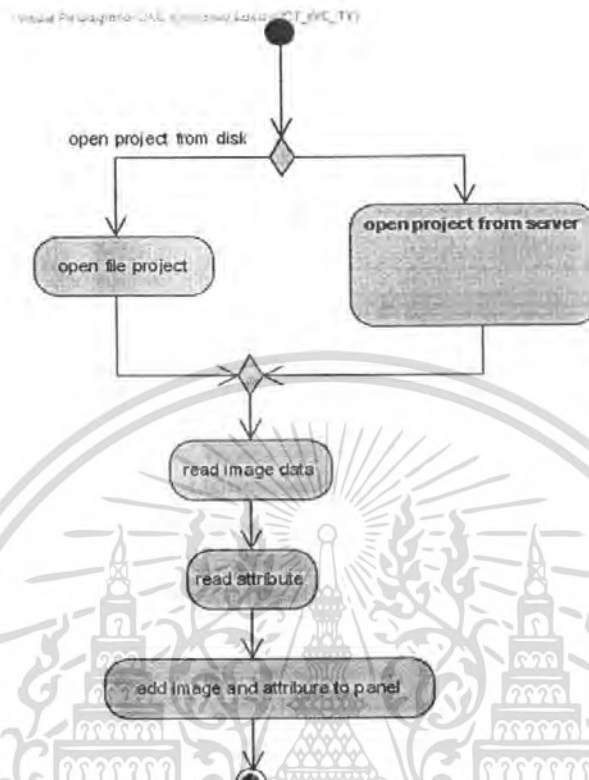 open project from disk
open project from server
open file project
read image data
read attribute
add image and attribure to panel